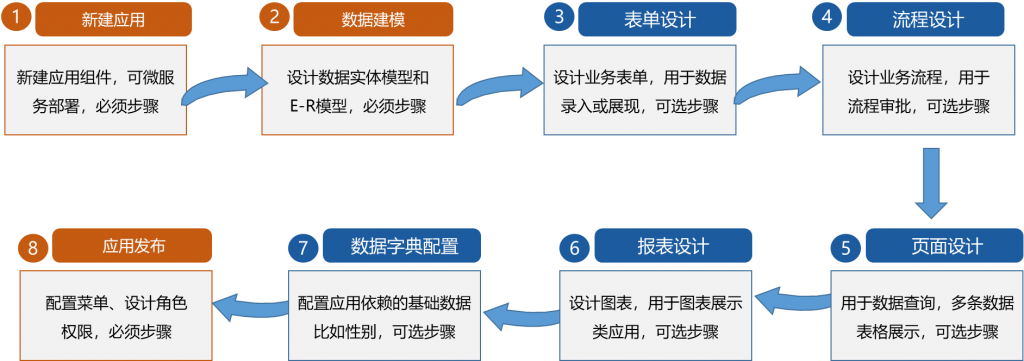 1 新建应用
新建应用组件，可微服
务部署，必须步骤
2 数据建模
设计数据实体模型和
E-R模型，必须步骤
3 表单设计
设计业务表单，用于数据
录入或展现，可选步骤
4 流程设计
设计业务流程，用于
流程审批，可选步骤
5 页面设计
用于数据查询，多条数据
表格展示，可选步骤
6 报表设计
设计图表，用于图表展示
类应用，可选步骤
7 数据字典配置
配置应用依赖的基础数据
比如性别，可选步骤
8 应用发布
配置菜单、设计角色
权限，必须步骤